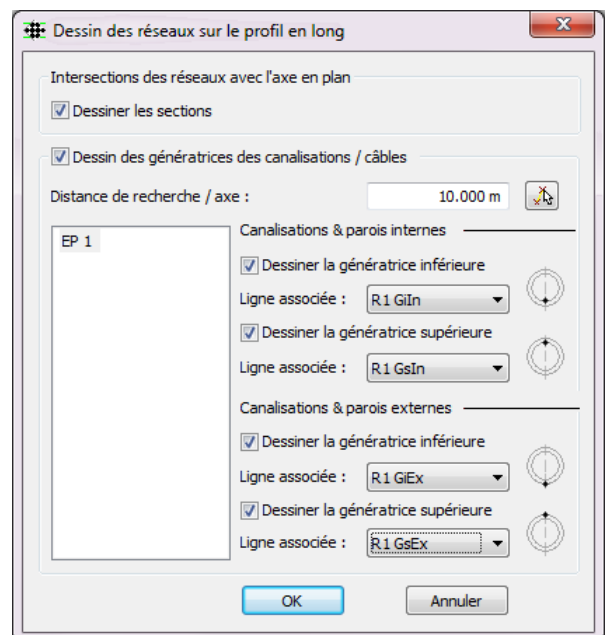 Dessin des réseaux sur le profil en long
Intersections des réseaux avec l'axe en plan
Dessiner les sections
Dessin des génératrices des canalisations / câbles
Distance de recherche / axe :
10.000 m
EP 1
Canalisations & parois internes
Dessiner la génératrice inférieure
Ligne associée :
R1 GiIn
Dessiner la génératrice supérieure
Ligne associée :
R1 GsIn
Canalisations & parois externes
Dessiner la génératrice inférieure
Ligne associée :
R1 GiEx
Dessiner la génératrice supérieure
Ligne associée :
R1 GsEx
OK
Annuler